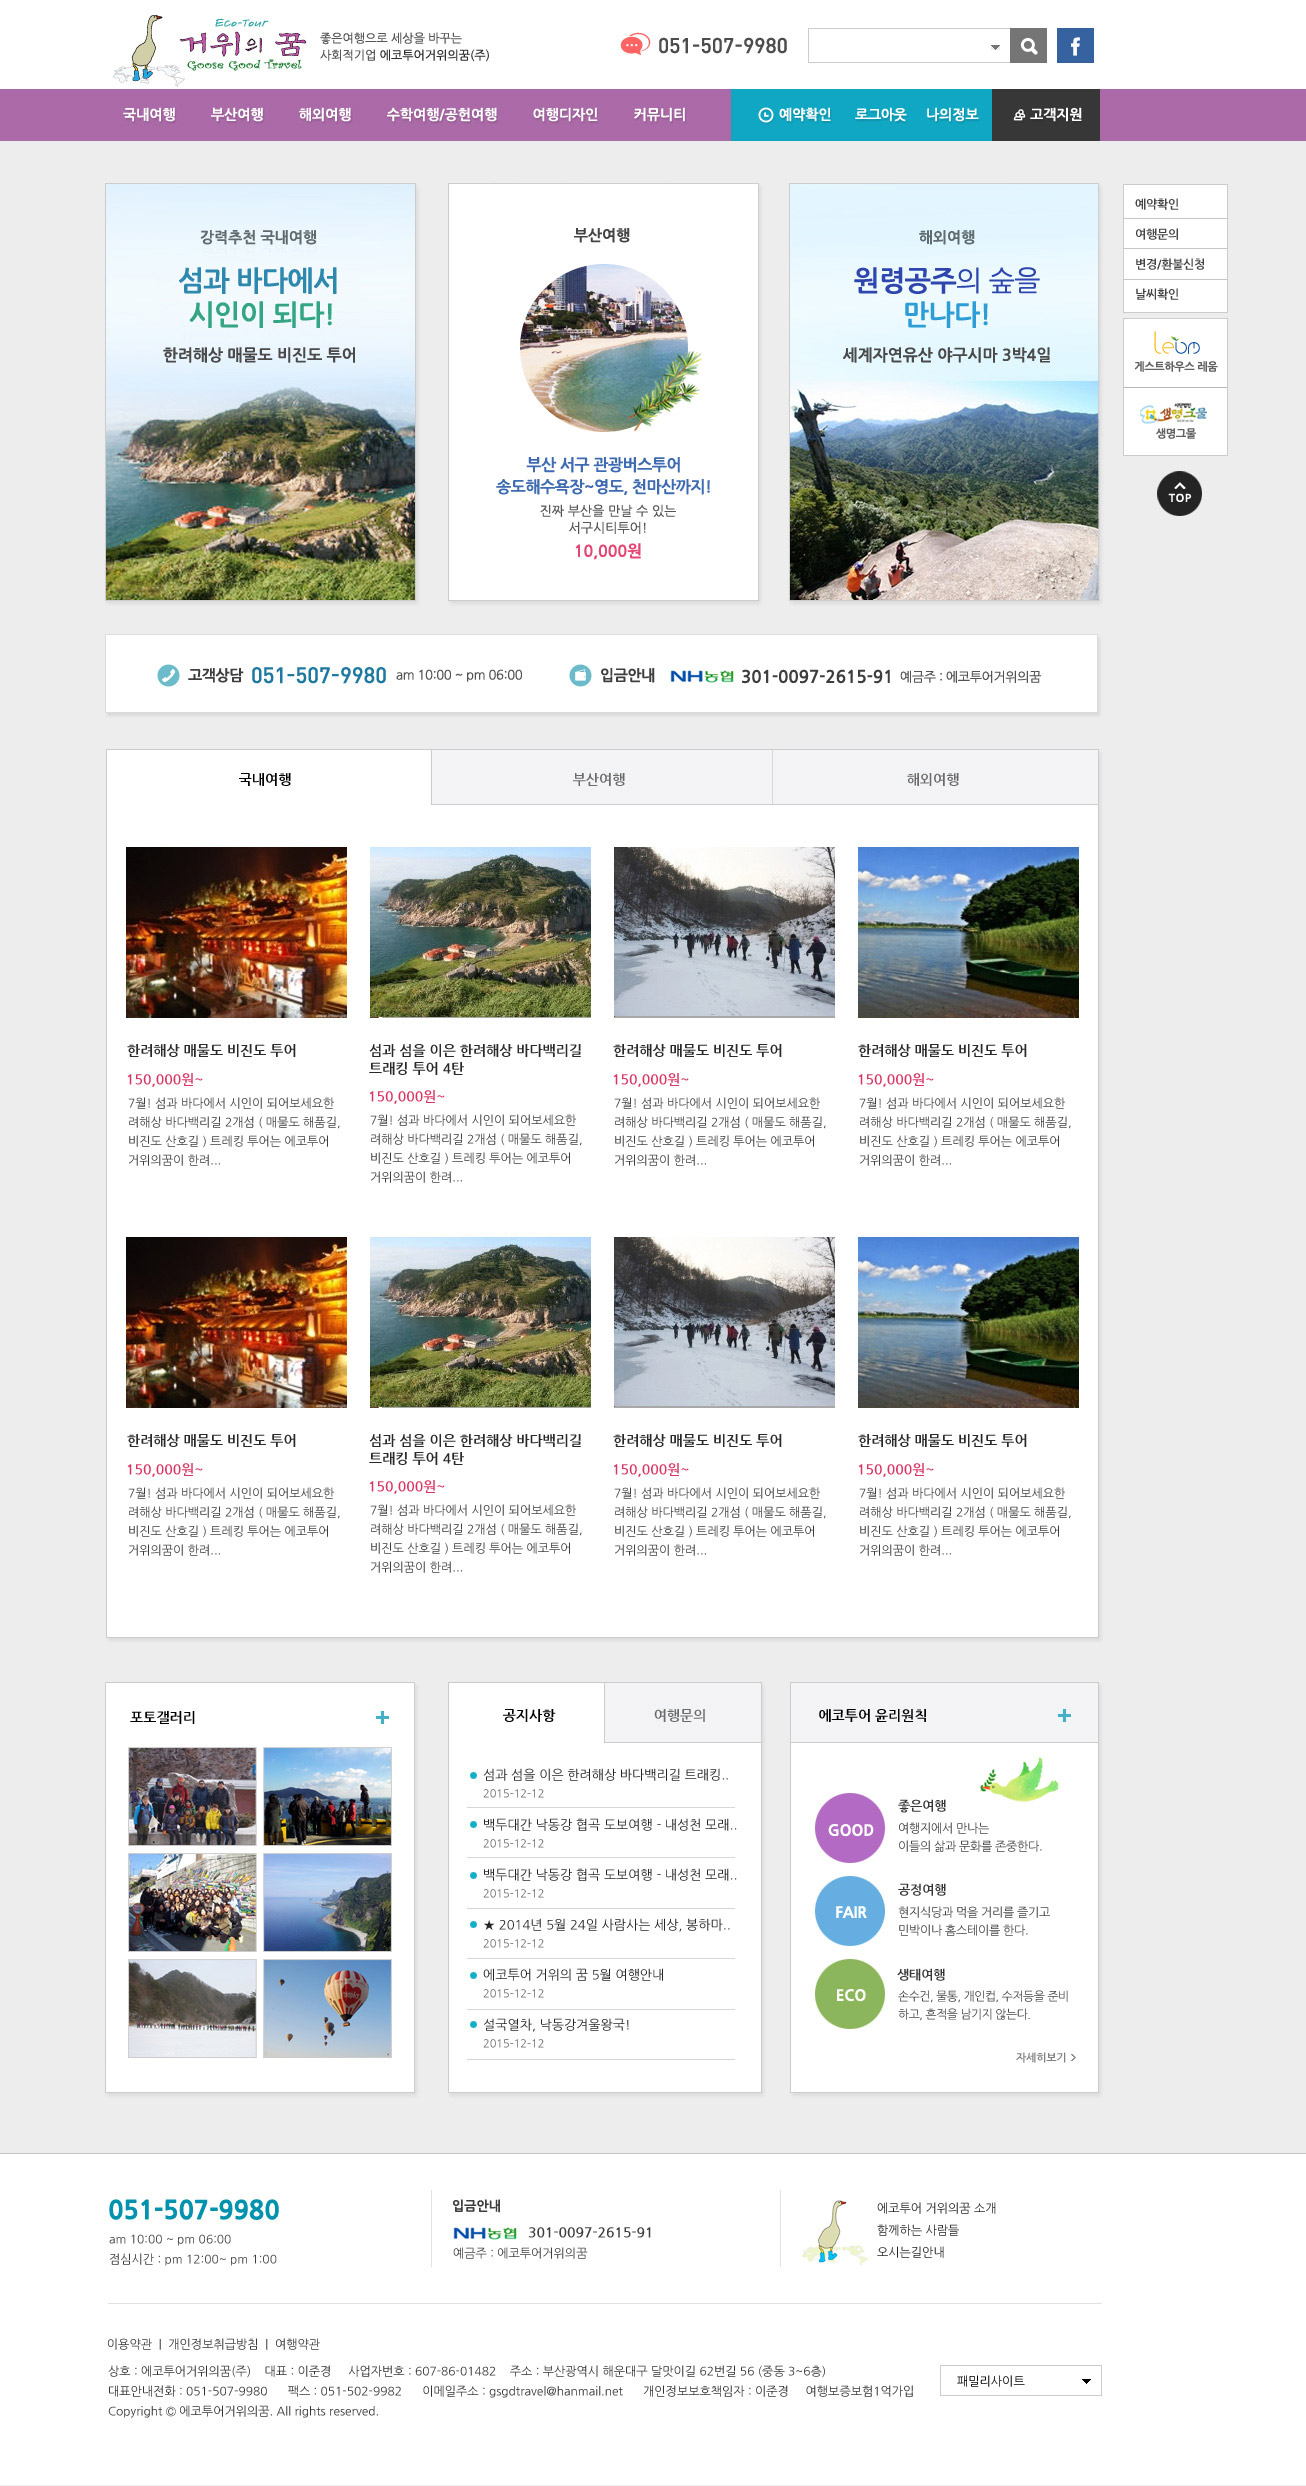 Eco-Tour
거위의 꿈
Goose Good Travel
좋은여행으로 세상을 바꾸는
사회적기업 에코투어거위의꿈(주)
051-507-9980
국내여행 부산여행 해외여행 수학여행/공헌여행 여행디자인 커뮤니티 예약확인 로그아웃 나의정보 고객지원
강력추천 국내여행
섬과 바다에서
시인이 되다!
한려해상 매물도 비진도 투어
부산여행
부산 서구 관광버스투어
송도해수욕장~영도, 천마산까지!
진짜 부산을 만날 수 있는
서구시티투어!
10,000원
해외여행
원령공주의 숲을
만나다!
세계자연유산 야구시마 3박4일
예약확인
여행문의
변경/환불신청
날씨확인
게스트하우스 레움
생명그물
생명그물
TOP
고객상담 051-507-9980 am 10:00 ~ pm 06:00
입금안내 NH농협 301-0097-2615-91 예금주 : 에코투어거위의꿈
국내여행 부산여행 해외여행
한려해상 매물도 비진도 투어
150,000원~
7월! 섬과 바다에서 시인이 되어보세요한
려해상 바다백리길 2개섬 ( 매물도 해품길,
비진도 산호길 ) 트레킹 투어는 에코투어
거위의꿈이 한려...
섬과 섬을 이은 한려해상 바다백리길
트래킹 투어 4탄
150,000원~
7월! 섬과 바다에서 시인이 되어보세요한
려해상 바다백리길 2개섬 ( 매물도 해품길,
비진도 산호길 ) 트레킹 투어는 에코투어
거위의꿈이 한려...
한려해상 매물도 비진도 투어
150,000원~
7월! 섬과 바다에서 시인이 되어보세요한
려해상 바다백리길 2개섬 ( 매물도 해품길,
비진도 산호길 ) 트레킹 투어는 에코투어
거위의꿈이 한려...
한려해상 매물도 비진도 투어
150,000원~
7월! 섬과 바다에서 시인이 되어보세요한
려해상 바다백리길 2개섬 ( 매물도 해품길,
비진도 산호길 ) 트레킹 투어는 에코투어
거위의꿈이 한려...
한려해상 매물도 비진도 투어
150,000원~
7월! 섬과 바다에서 시인이 되어보세요한
려해상 바다백리길 2개섬 ( 매물도 해품길,
비진도 산호길 ) 트레킹 투어는 에코투어
거위의꿈이 한려...
섬과 섬을 이은 한려해상 바다백리길
트래킹 투어 4탄
150,000원~
7월! 섬과 바다에서 시인이 되어보세요한
려해상 바다백리길 2개섬 ( 매물도 해품길,
비진도 산호길 ) 트레킹 투어는 에코투어
거위의꿈이 한려...
한려해상 매물도 비진도 투어
150,000원~
7월! 섬과 바다에서 시인이 되어보세요한
려해상 바다백리길 2개섬 ( 매물도 해품길,
비진도 산호길 ) 트레킹 투어는 에코투어
거위의꿈이 한려...
한려해상 매물도 비진도 투어
150,000원~
7월! 섬과 바다에서 시인이 되어보세요한
려해상 바다백리길 2개섬 ( 매물도 해품길,
비진도 산호길 ) 트레킹 투어는 에코투어
거위의꿈이 한려...
포토갤러리
공지사항 여행문의
섬과 섬을 이은 한려해상 바다백리길 트래킹..
2015-12-12
백두대간 낙동강 협곡 도보여행 - 내성천 모래..
2015-12-12
백두대간 낙동강 협곡 도보여행 - 내성천 모래..
2015-12-12
★ 2014년 5월 24일 사람사는 세상, 봉하마..
2015-12-12
에코투어 거위의 꿈 5월 여행안내
2015-12-12
설국열차, 낙동강겨울왕국!
2015-12-12
에코투어 윤리원칙
GOOD
좋은여행
여행지에서 만나는
이들의 삶과 문화를 존중한다.
FAIR
공정여행
현지식당과 먹을 거리를 즐기고
민박이나 홈스테이를 한다.
ECO
생태여행
손수건, 물통, 개인컵, 수저등을 준비
하고, 흔적을 남기지 않는다.
자세히보기 >
051-507-9980
am 10:00 ~ pm 06:00
점심시간 : pm 12:00~ pm 1:00
입금안내
NH농협 301-0097-2615-91
예금주 : 에코투어거위의꿈
에코투어 거위의꿈 소개
함께하는 사람들
오시는길안내
이용약관 | 개인정보취급방침 | 여행약관
상호 : 에코투어거위의꿈(주) 대표 : 이준경 사업자번호 : 607-86-01482 주소 : 부산광역시 해운대구 달맛이길 62번길 56 (중동 3~6층)
대표안내전화 : 051-507-9980 팩스 : 051-502-9982 이메일주소 : gsgdtravel@hanmail.net 개인정보보호책임자 : 이준경 여행보증보험1억가입
Copyright © 에코투어거위의꿈. All rights reserved.
패밀리사이트